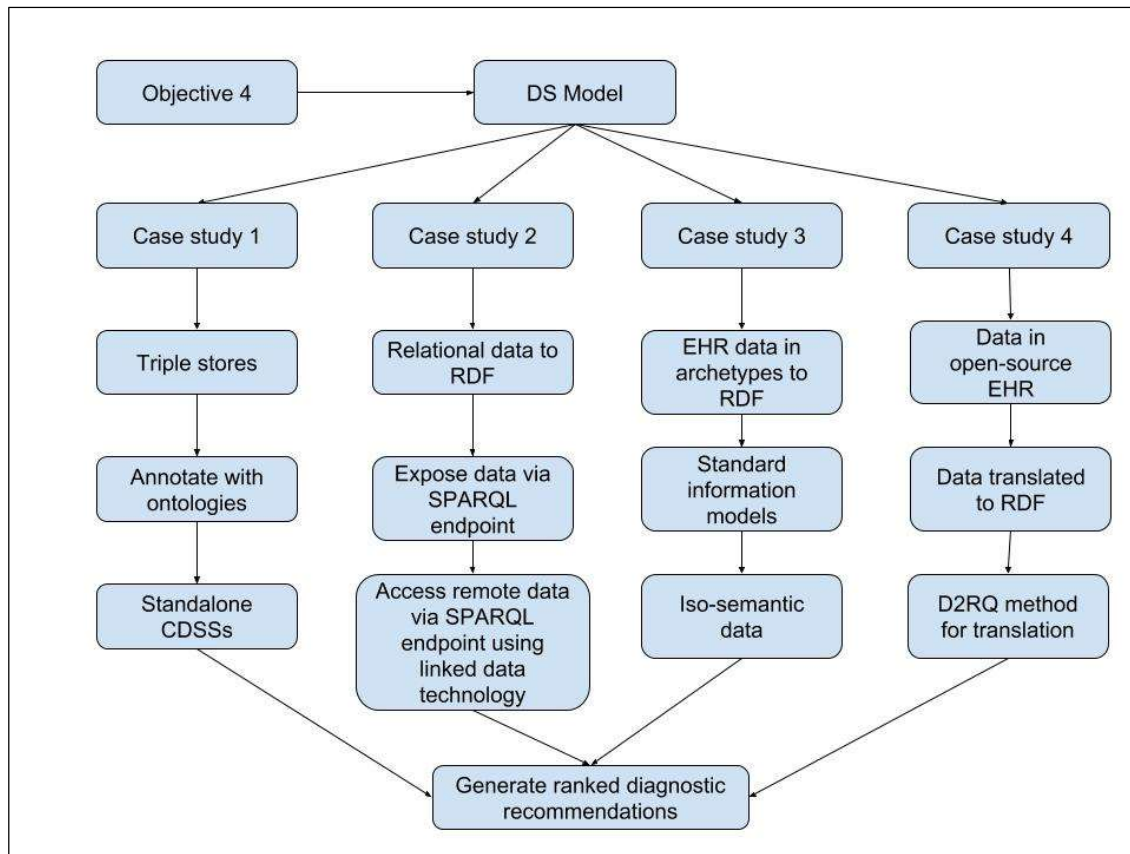 Objective 4
DS Model
Case study 1
Case study 2
Case study 3
Case study 4
Triple stores
Relational data to
RDF
EHR data in
archetypes to
RDF
Data in
open-source
EHR
Annotate with
ontologies
Expose data via
SPARQL
endpoint
Standard
information
models
Data translated
to RDF
Standalone
CDSSs
Access remote data
via SPARQL
endpoint using
linked data
technology
Iso-semantic
data
D2RQ method
for translation
Generate ranked diagnostic
recommendations